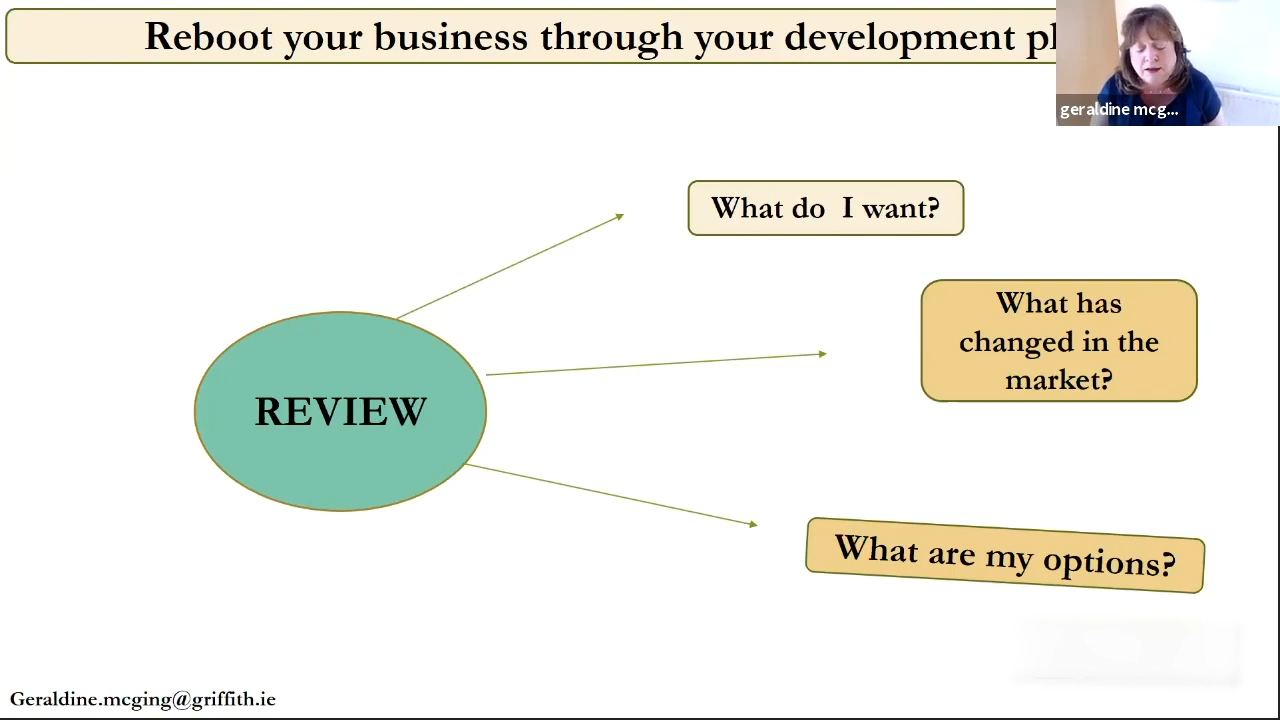 Reboot your business through your development pl
geraldine mcg...
What do I want?
What has
changed in the
market?
REVIEW
What are my options?
Geraldine.mcging@griffith.ie